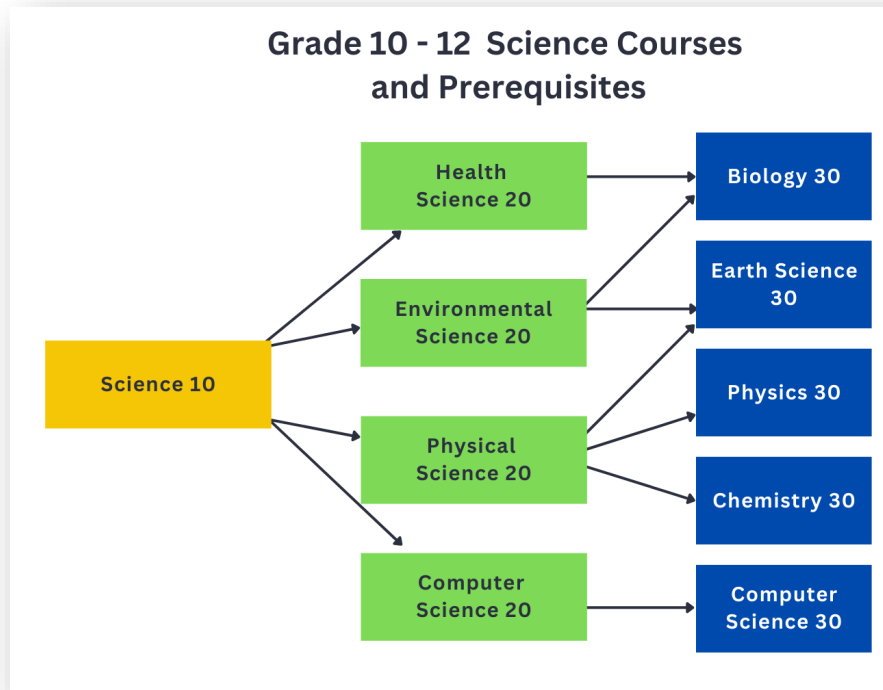 Grade 10 - 12 Science Courses
and Prerequisites
Science 10
Health
Science 20
Environmental
Science 20
Physical
Science 20
Computer
Science 20
Biology 30
Earth Science
30
Physics 30
Chemistry 30
Computer
Science 30